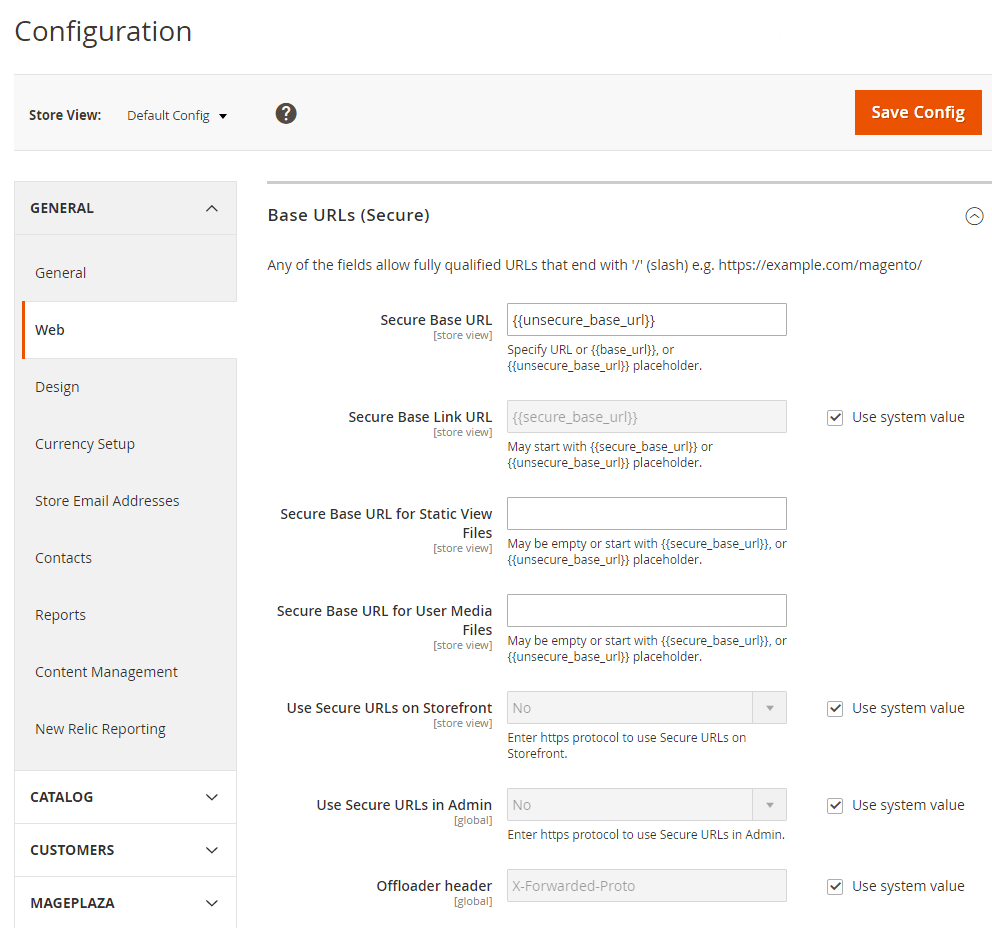 Configuration
Store View: Default Config ?
Save Config
GENERAL
General
Web
Design
Currency Setup
Store Email Addresses
Contacts
Reports
Content Management
New Relic Reporting
CATALOG
CUSTOMERS
MAGEPLAZA
Base URLs (Secure)
Any of the fields allow fully qualified URLs that end with '/' (slash) e.g. https://example.com/magento/
Secure Base URL
[store view]
{{unsecure_base_url}}
Specify URL or {{base_url}}, or
{{unsecure_base_url}} placeholder.
Secure Base Link URL
[store view]
{{secure_base_url}}
Use system value
May start with {{secure_base_url}} or
{{unsecure_base_url}} placeholder.
Secure Base URL for Static View
Files
[store view]
May be empty or start with {{secure_base_url}}, or
{{unsecure_base_url}} placeholder.
Secure Base URL for User Media
Files
[store view]
May be empty or start with {{secure_base_url}}, or
{{unsecure_base_url}} placeholder.
Use Secure URLs on Storefront
[store view]
No
Use system value
Enter https protocol to use Secure URLs on
Storefront.
Use Secure URLs in Admin
[global]
No
Use system value
Enter https protocol to use Secure URLs in Admin.
Offloader header
[global]
X-Forwarded-Proto
Use system value